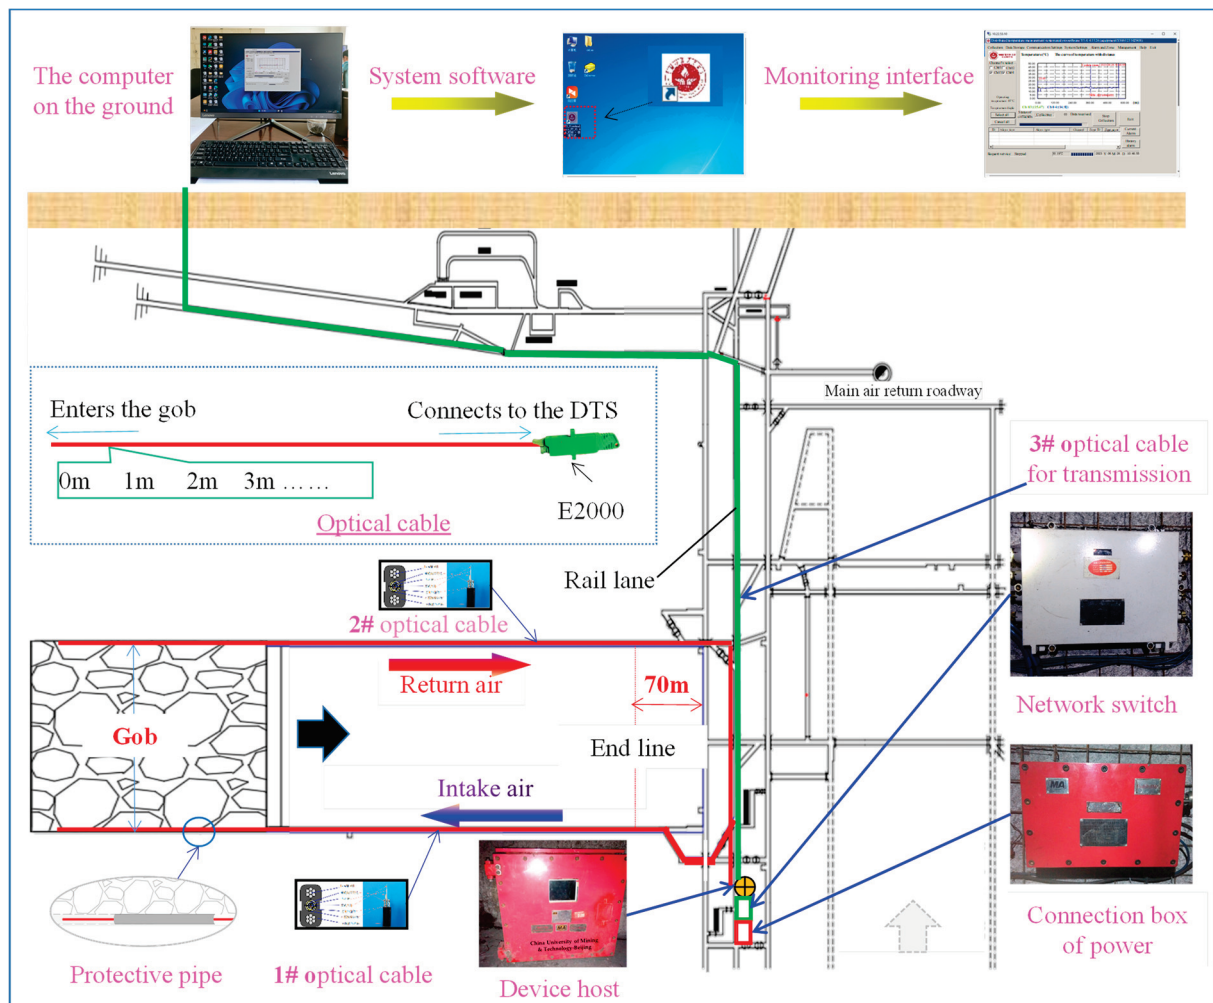 The computer
on the ground
System software
Monitoring interface
Main air return roadway
Enters the gob
Connects to the DTS
0m 1m 2m 3m ……
E2000
Optical cable
3# optical cable
for transmission
Rail lane
2# optical cable
Return air
70m
Gob
End line
Intake air
Network switch
MA
China University of Mining
& Technology-Beijing
Connection box
of power
Protective pipe
1# optical cable
Device host